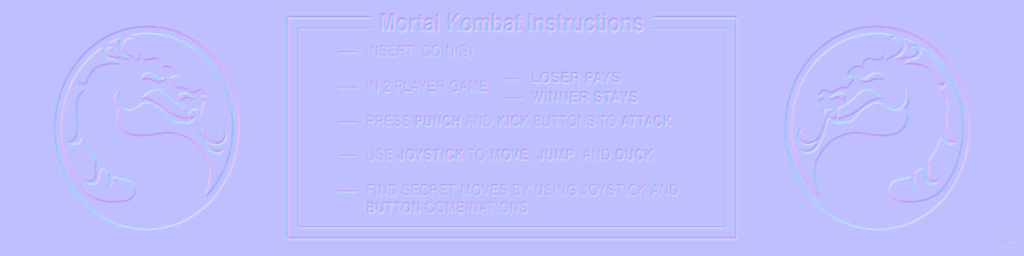 Mortal Kombat Instructions
— INSERT COIN(S)
— IN 2 PLAYER GAME — LOSER PAYS
— WINNER STAYS
— PRESS PUNCH AND KICK BUTTONS TO ATTACK
— USE JOYSTICK TO MOVE, JUMP, AND DUCK
— FIND SECRET MOVES BY USING JOYSTICK AND
BUTTON COMBINATIONS